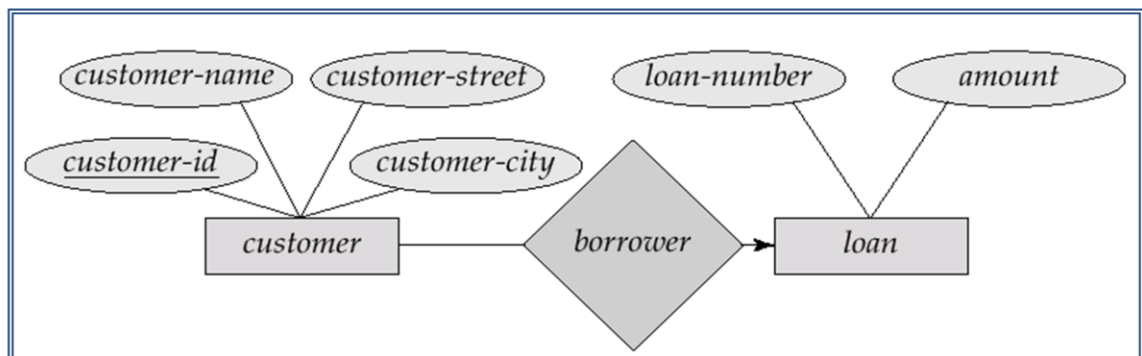 customer-name
customer-street
loan-number
amount
customer-id
customer-city
customer
borrower
loan